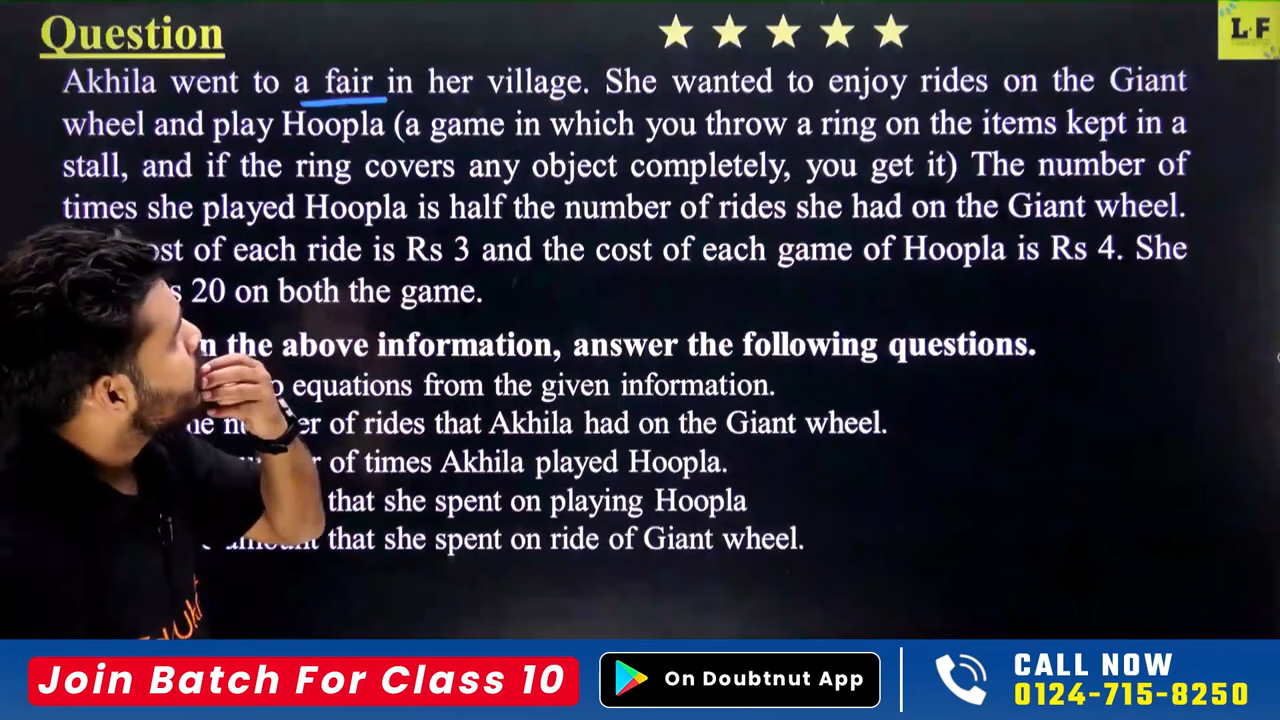 Question
L·F
Akhila went to a fair in her village. She wanted to enjoy rides on the Giant
wheel and play Hoopla (a game in which you throw a ring on the items kept in a
stall, and if the ring covers any object completely, you get it) The number of
times she played Hoopla is half the number of rides she had on the Giant wheel.
of each ride is Rs 3 and the cost of each game of Hoopla is Rs 4. She
20 on both the game.
the above information, answer the following questions.
equations from the given information.
of rides that Akhila had on the Giant wheel.
of times Akhila played Hoopla.
that she spent on playing Hoopla
that she spent on ride of Giant wheel.
Join Batch For Class 10
On Doubtnut App
CALL NOW
0124-715-8250